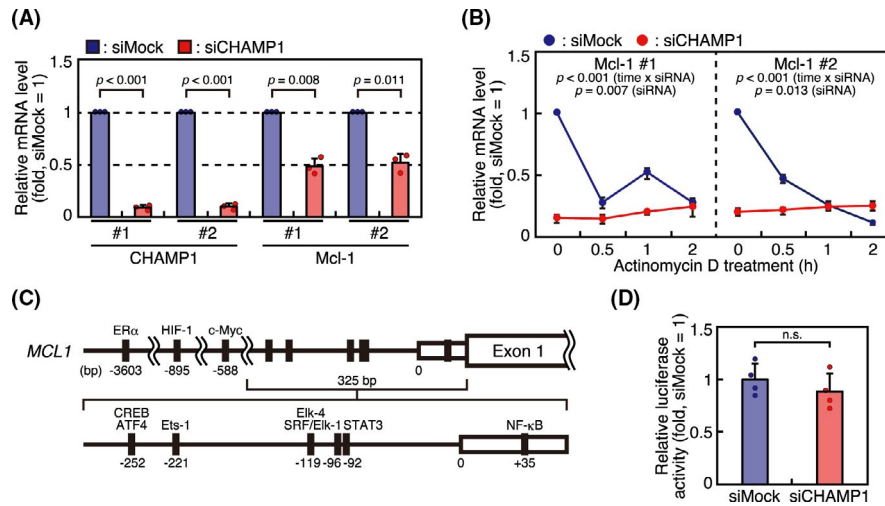 (A)
: siMock : siCHAMP1
Relative mRNA level
(fold, siMock = 1)
1.5
1
0.5
0
p < 0.001 p < 0.001 p = 0.008 p = 0.011
#1 #2 #1 #2
CHAMP1 Mcl-1
(B)
: siMock : siCHAMP1
Relative mRNA level
(fold, siMock = 1)
1.5
1
0.5
0
Mcl-1 #1 Mcl-1 #2
p < 0.001 (time x siRNA) p < 0.001 (time x siRNA)
p = 0.007 (siRNA) p = 0.013 (siRNA)
0 0.5 1 2 0 0.5 1 2
Actinomycin D treatment (h)
(C)
ERα HIF-1 c-Myc
MCL1
Exon 1
(bp) -3603 -895 -588 0
325 bp
CREB
ATF4 Ets-1
Elk-4
SRF/Elk-1 STAT3
NF-κB
-252 -221 -119 -96 -92 0 +35
(D)
Relative luciferase
activity (fold, siMock = 1)
1.5
1
0.5
0
n.s.
siMock siCHAMP1